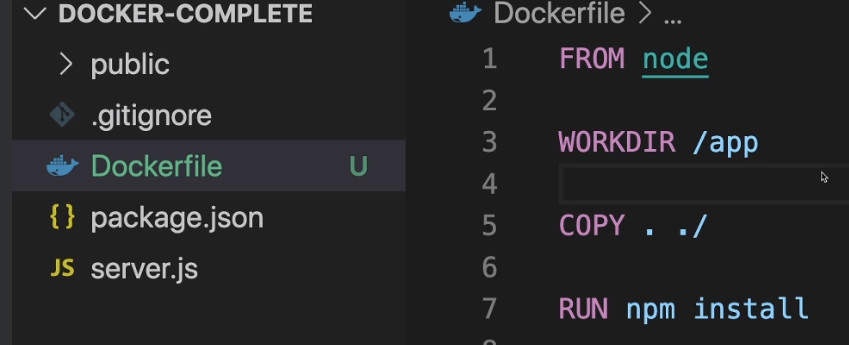 DOCKER-COMPLETE
public
.gitignore
Dockerfile U
{} package.json
JS server.js
Dockerfile > ...
1 FROM node
2
3 WORKDIR /app
4
5 COPY . ./
6
7 RUN npm install